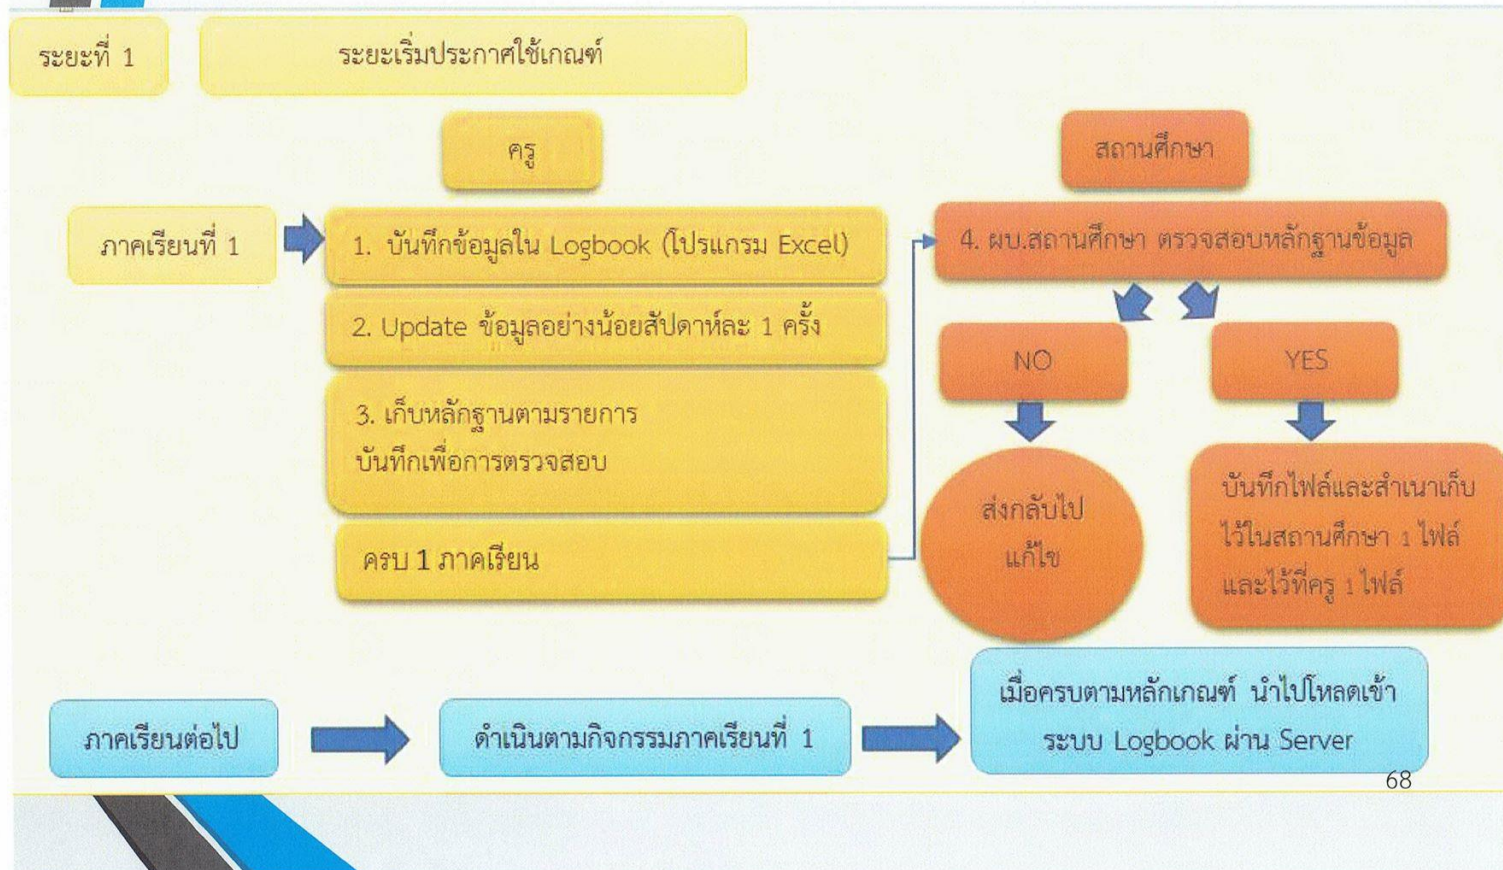 ระยะที่ 1
ระยะเริ่มประกาศใช้เกณฑ์
ครู
สถานศึกษา
ภาคเรียนที่ 1
1. บันทึกข้อมูลใน Logbook (โปรแกรม Excel)
2. Update ข้อมูลอย่างน้อยสัปดาห์ละ 1 ครั้ง
3. เก็บหลักฐานตามรายการ
บันทึกเพื่อการตรวจสอบ
ครบ 1 ภาคเรียน
4. ผบ.สถานศึกษา ตรวจสอบหลักฐานข้อมูล
NO
YES
ส่งกลับไป
แก้ไข
บันทึกไฟล์และสำเนาเก็บ
ไว้ในสถานศึกษา 1 ไฟล์
และไว้ที่ครู 1 ไฟล์
ภาคเรียนต่อไป
ดำเนินตามกิจกรรมภาคเรียนที่ 1
เมื่อครบตามหลักเกณฑ์ นำไปโหลดเข้า
ระบบ Logbook ผ่าน Server
68